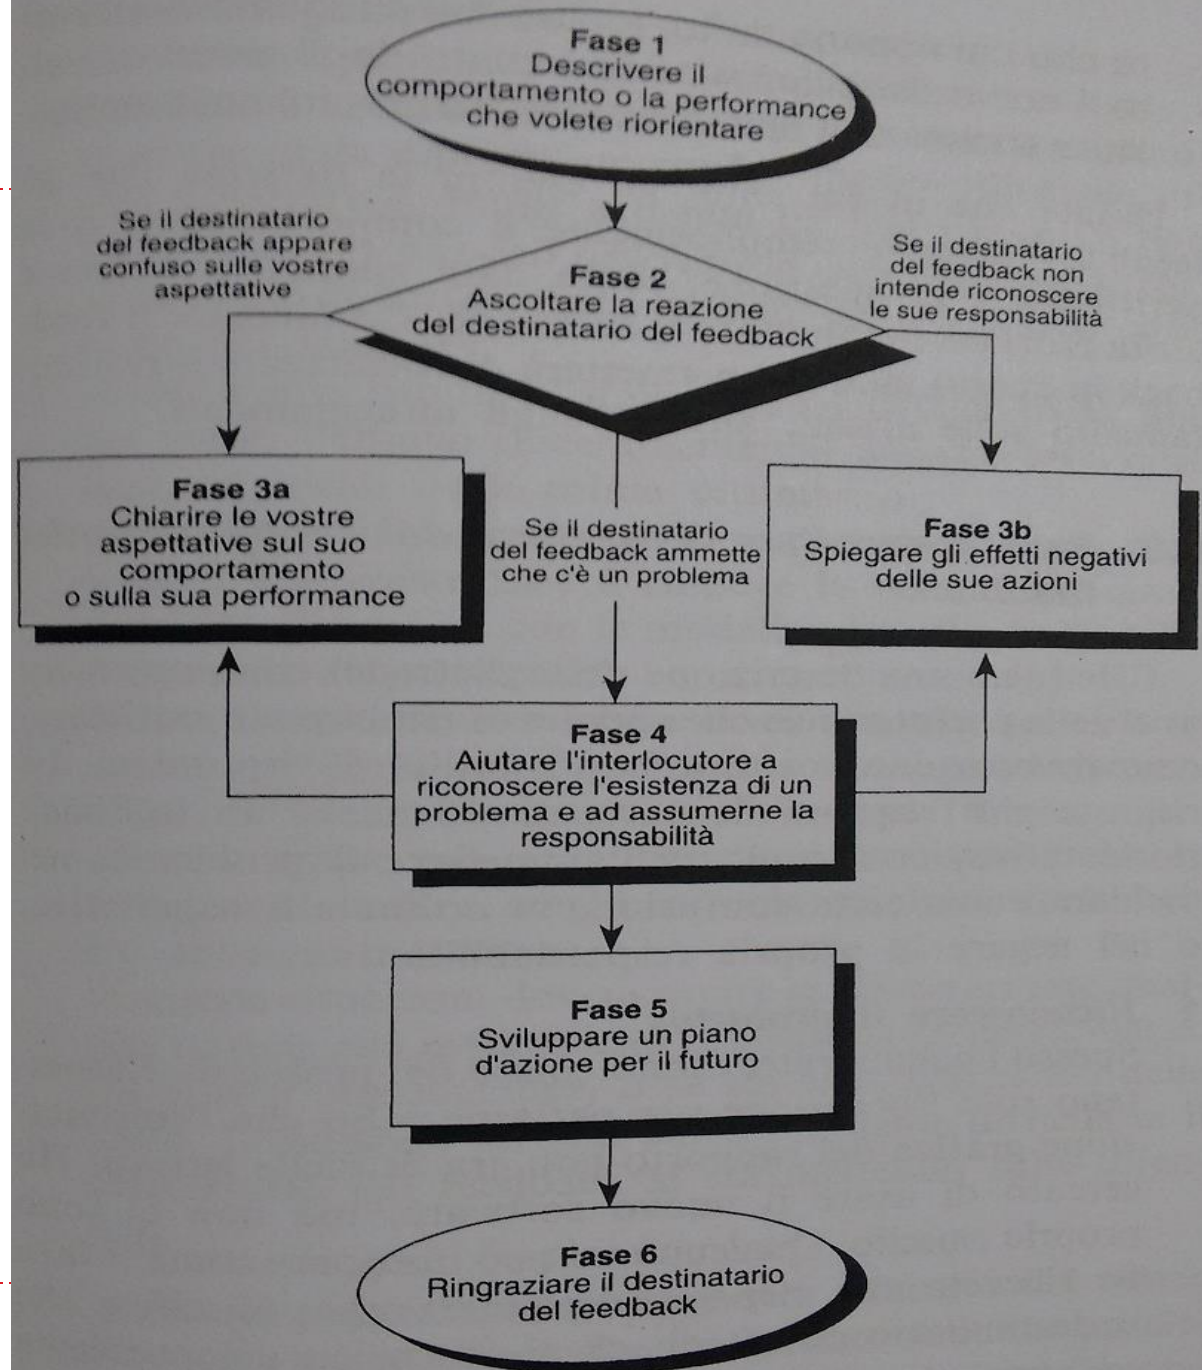 Fase 1
Descrivere il
comportamento o la performance
che volete riorientare
Se il destinatario
del feedback appare
confuso sulle vostre
aspettative
Fase 2
Ascoltare la reazione
del destinatario del feedback
Se il destinatario
del feedback non
intende riconoscere
le sue responsabilità
Fase 3a
Chiarire le vostre
aspettative sul suo
comportamento
o sulla sua performance
Se il destinatario
del feedback ammette
che c'è un problema
Fase 3b
Spiegare gli effetti negativi
delle sue azioni
Fase 4
Aiutare l'interlocutore a
riconoscere l'esistenza di un
problema e ad assumerne la
responsabilità
Fase 5
Sviluppare un piano
d'azione per il futuro
Fase 6
Ringraziare il destinatario
del feedback